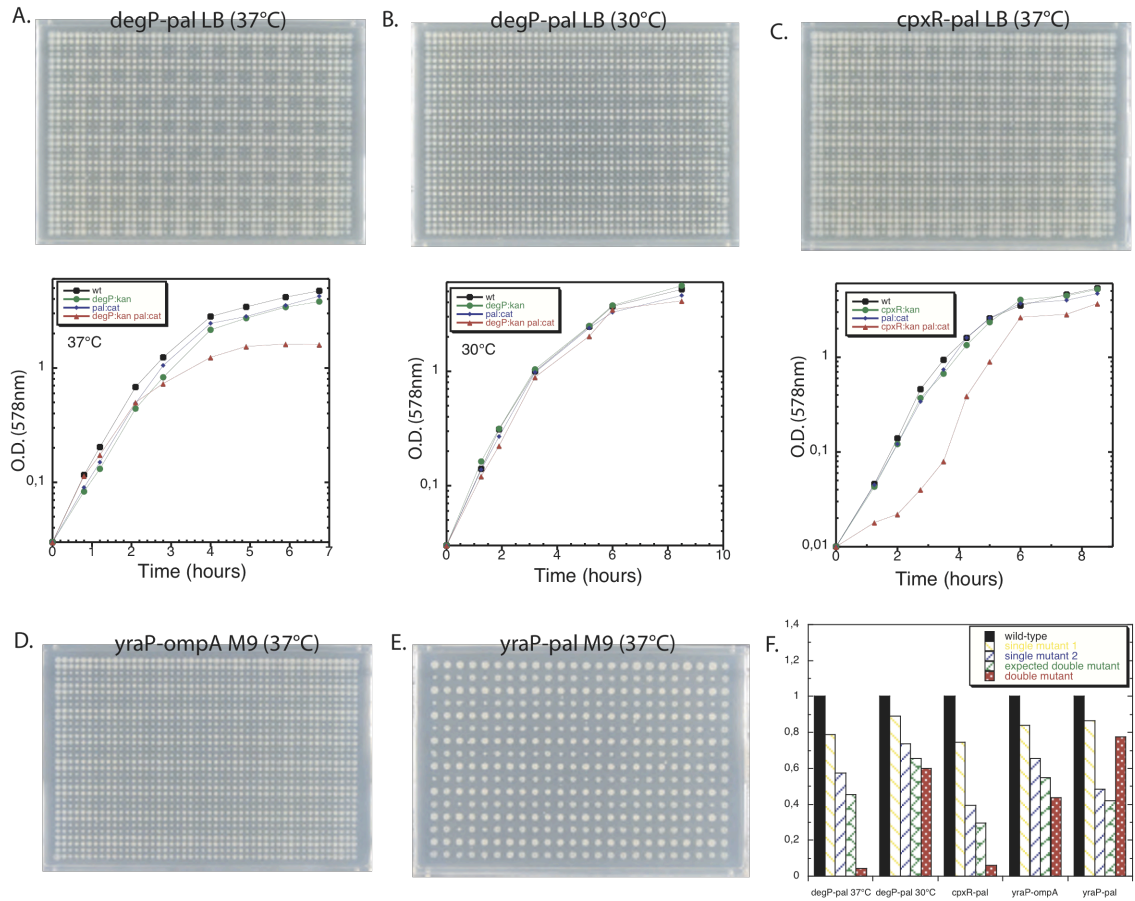 A.
degP-pal LB (37°C)
B.
degP-pal LB (30°C)
C.
cpxR-pal LB (37°C)
wt
degP:kan
pal:cat
degP:kan pal:cat
37°C
O.D. (578nm)
1
0,1
0
1
2
3
4
5
6
7
Time (hours)
wt
degP:kan
pal:cat
degP:kan pal:cat
30°C
O.D. (578nm)
1
0,1
0
2
4
6
8
10
Time (hours)
wt
cpxR:kan
pal:cat
cpxR:kan pal:cat
O.D. (578nm)
1
0,1
0,01
0
2
4
6
8
Time (hours)
D.
yraP-ompA M9 (37°C)
E.
yraP-pal M9 (37°C)
F.
1,4
1,2
1
0,8
0,6
0,4
0,2
0
wild-type
single mutant 1
single mutant 2
expected double mutant
double mutant
degP-pal 37°C
degP-pal 30°C
cpxR-pal
yraP-ompA
yraP-pal